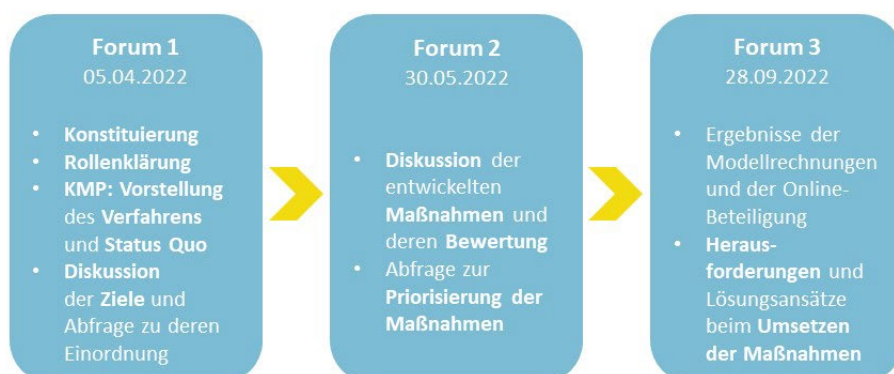 Forum 1
05.04.2022
• Konstituierung
• Rollenklärung
• KMP: Vorstellung
des Verfahrens
und Status Quo
• Diskussion
der Ziele und
Abfrage zu deren
Einordnung
Forum 2
30.05.2022
• Diskussion der
entwickelten
Maßnahmen und
deren Bewertung
• Abfrage zur
Priorisierung der
Maßnahmen
Forum 3
28.09.2022
• Ergebnisse der
Modellrechnungen
und der Online-
Beteiligung
• Heraus-
forderungen und
Lösungsansätze
beim Umsetzen
der Maßnahmen